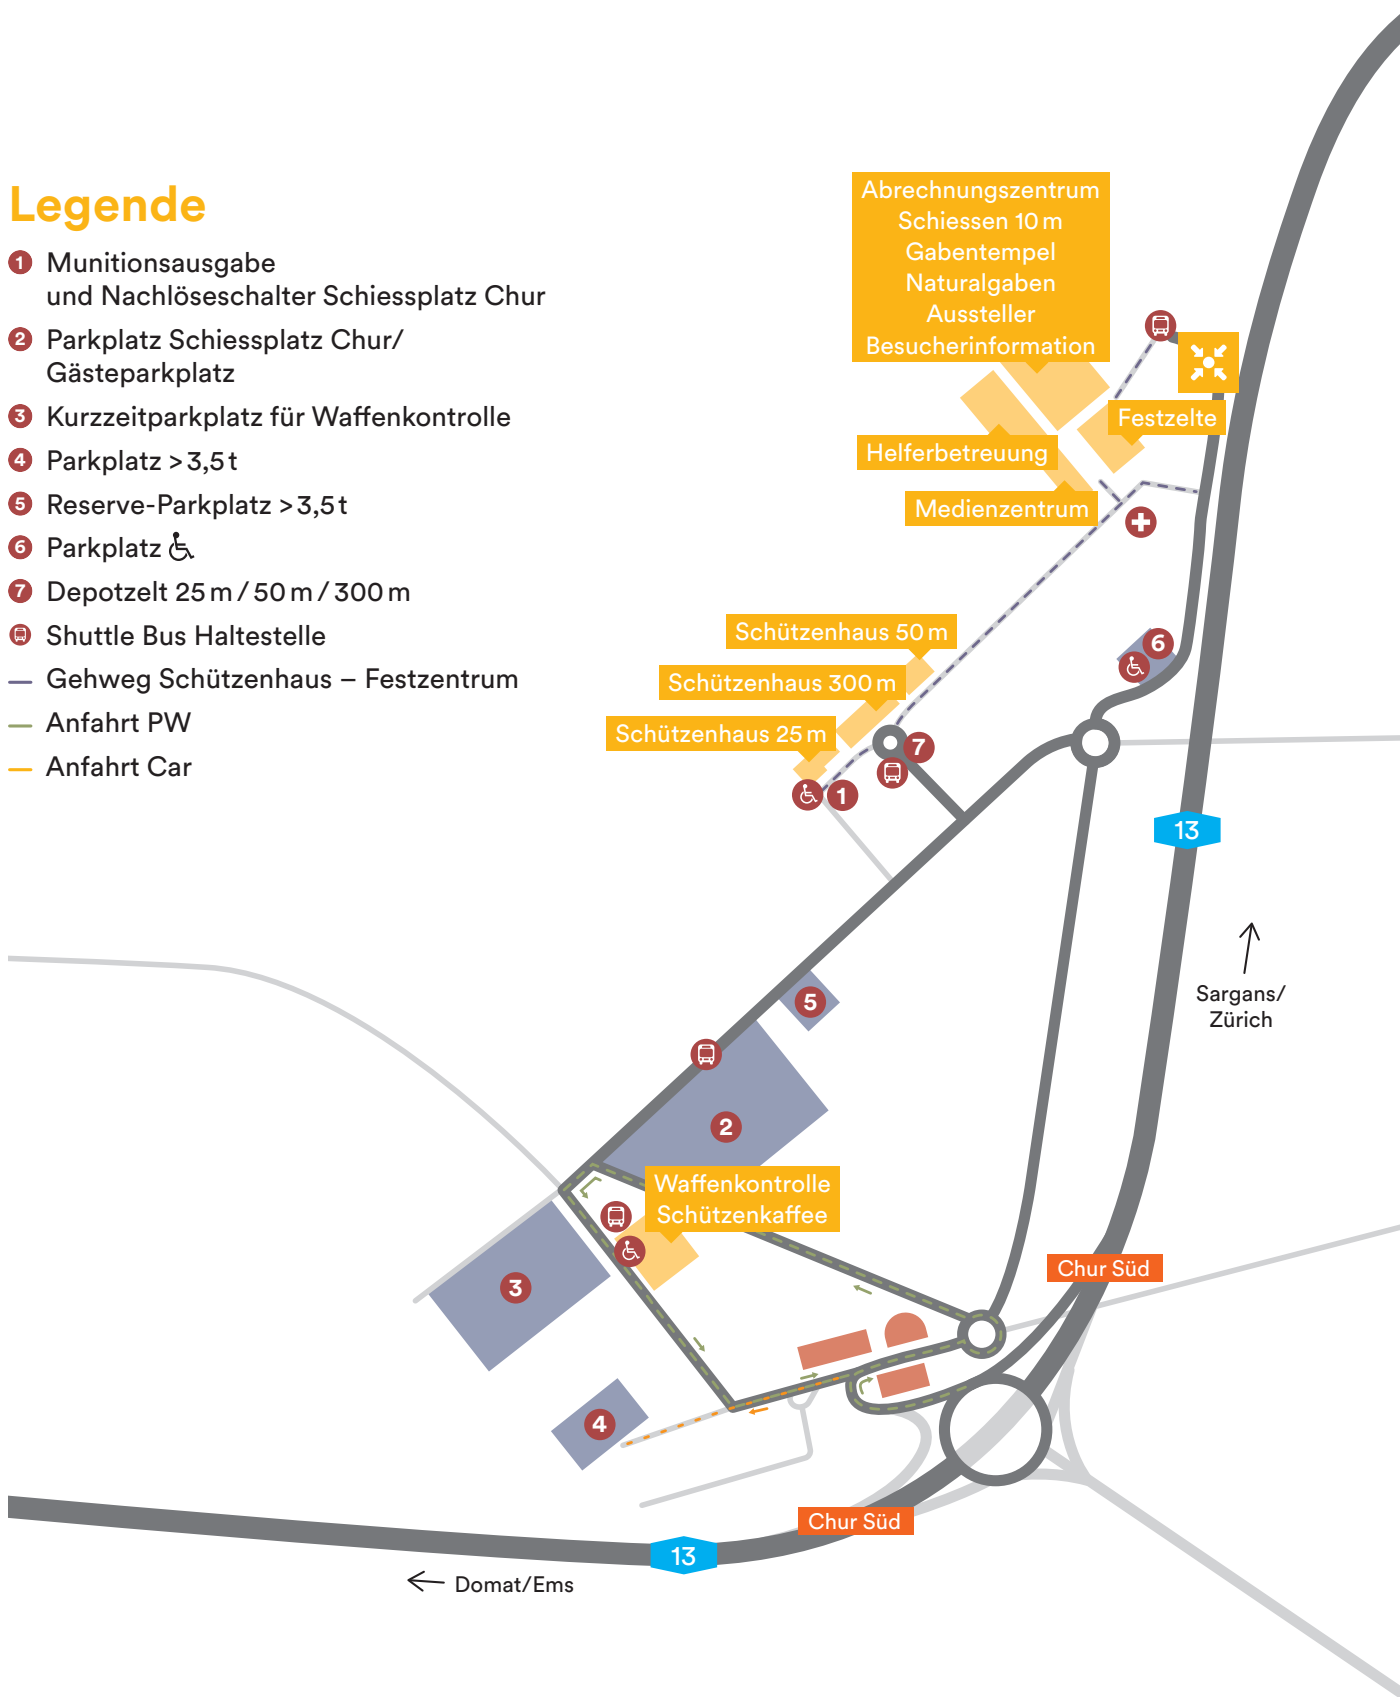 Legende
1 Munitionsausgabe
und Nachlöseschalter Schiessplatz Chur
2 Parkplatz Schiessplatz Chur/
Gästeparkplatz
3 Kurzzeitparkplatz für Waffenkontrolle
4 Parkplatz >3,5 t
5 Reserve-Parkplatz >3,5 t
6 Parkplatz
7 Depotzelt 25 m / 50 m / 300 m
Shuttle Bus Haltestelle
Gehweg Schützenhaus – Festzentrum
Anfahrt PW
Anfahrt Car
Abrechnungszentrum
Schiessen 10 m
Gabentempel
Naturalgaben
Aussteller
Besucherinformation
Festzelte
Helferbetreuung
Medienzentrum
Schützenhaus 50 m
6
Schützenhaus 300 m
Schützenhaus 25 m
7
1
13
Sargans/
Zürich
5
2
Waffenkontrolle
Schützenkaffee
Chur Süd
3
4
Chur Süd
13
Domat/Ems